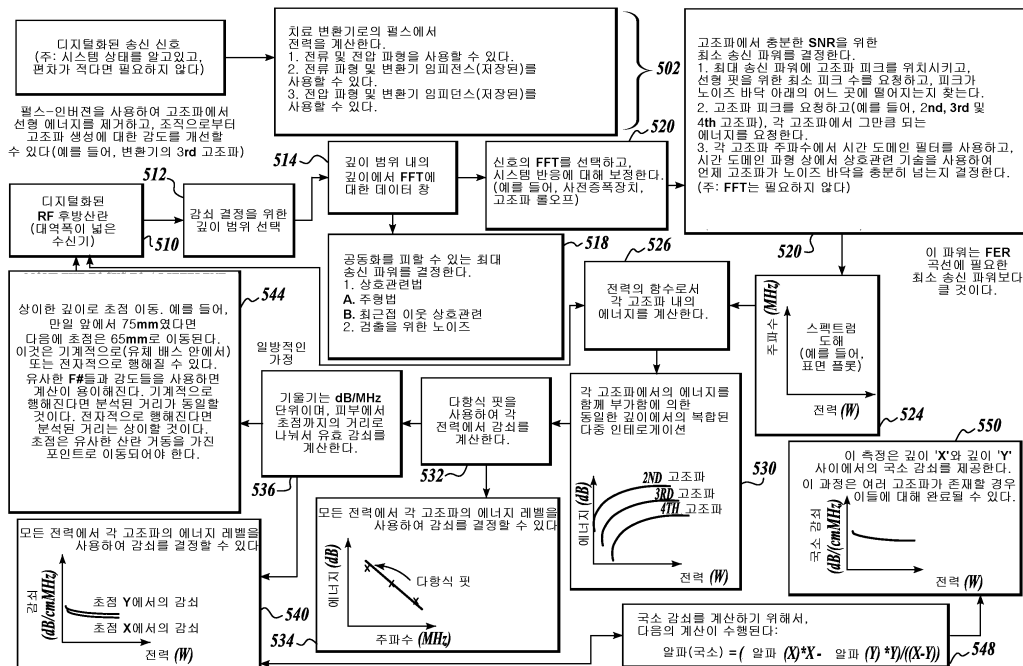 디지털화된 송신 신호
(주: 시스템 상태를 알고있고,
편차가 적다면 필요하지 않다)
치료 변환기로의 펄스에서
전력을 계산한다.
1. 전류 및 전압 파형을 사용할 수 있다.
2. 전류 파형 및 변환기 임피전스(저장된)를
사용할 수 있다.
3. 전압 파형 및 변환기 임피던스(저장된)를
사용할 수 있다.
502
고조파에서 충분한 SNR을 위한
최소 송신 파워를 결정한다.
1. 최대 송신 파워에 고조파 피크를 위치시키고,
선형 핏을 위한 최소 피크 수를 요청하고, 피크가
노이즈 바닥 아래의 어느 곳에 떨어지는지 찾는다.
2. 고조파 피크를 요청하고(예를 들어, 2nd, 3rd 및
4th 고조파), 각 고조파에서 그만큼 되는
에너지를 요청한다.
3. 각 고조파 주파수에서 시간 도메인 필터를 사용하고,
시간 도메인 파형 상에서 상호관련 기술을 사용하여
언제 고조파가 노이즈 바닥을 충분히 넘는지 결정한다.
(주: FFT는 필요하지 않다)
520
펄스-인버젼을 사용하여 고조파에서
선형 에너지를 제거하고, 조직으로부터
고조파 생성에 대한 감도를 개선할
수 있다(예를 들어, 변환기의 3rd 고조파)
디지털화된
RF 후방산란
(대역폭이 넓은
수신기)
510
512
감쇠 결정을 위한
깊이 범위 선택
514
깊이 범위 내의
깊이에서 FFT에
대한 데이터 창
520
신호의 FFT를 선택하고,
시스템 반응에 대해 보정한다.
(예를 들어, 사전증폭장치,
고조파 롤오프)
518
공동화를 피할 수 있는 최대
송신 파워를 결정한다.
1. 상호관련법
A. 주형법
B. 최근접 이웃 상호관련
2. 검출을 위한 노이즈
526
전력의 함수로서
각 고조파 내의
에너지를 계산한다.
이 파워는 FER
곡선에 필요한
최소 송신 파워보다
클 것이다.
주파수 (MHz)
스펙트럼
도해
(예를 들어,
표면 플롯)
전력 (W)
524
544
상이한 깊이로 초점 이동. 예를 들어,
만일 앞에서 75mm였다면
다음에 초점은 65mm로 이동된다.
이것은 기계적으로(유체 배스 안에서)
또는 전자적으로 행해질 수 있다.
유사한 F#들과 감도들을 사용하면
계산이 용이해진다. 기계적으로
행해진다면 분석된 거리가 동일할
것이다. 전자적으로 행해진다면
분석된 거리는 상이할 것이다.
초점은 유사한 산란 거동을 가진
포인트로 이동되어야 한다.
일방적인
가정
기울기는 dB/MHz
단위이며, 피부에서
초점까지의 거리로
나눠서 유효 감쇠를
계산한다.
536
다항식 핏을
사용하여 각
전력에서 감쇠를
계산한다.
532
각 고조파에서의 에너지를
함께 부가함에 의한
동일한 깊이에서의 복합된
다중 인테로게이션
2ND 고조파
3RD 고조파
4TH 고조파
에너지 (dB)
전력 (W)
530
550
이 측정은 깊이 'X'와 깊이 'Y'
사이에서의 국소 감쇠를 제공한다.
이 과정은 여러 고조파가 존재할 경우
이들에 대해 완료될 수 있다.
국소 감쇠
(dB/(cmMHz)
전력 (W)
모든 전력에서 각 고조파의 에너지 레벨을
사용하여 감쇠를 결정할 수 있다
감쇠
(dB/cmMHz)
초점 Y에서의 감쇠
초점 X에서의 감쇠
전력 (W)
540
모든 전력에서 각 고조파의 에너지 레벨을
사용하여 감쇠를 결정할 수 있다
에너지 (dB)
다항식 핏
주파수 (MHz)
534
국소 감쇠를 계산하기 위해서,
다음의 계산이 수행된다:
알파(국소) =( 알파 (X)*X - 알파 (Y) *Y)/((X-Y))
548